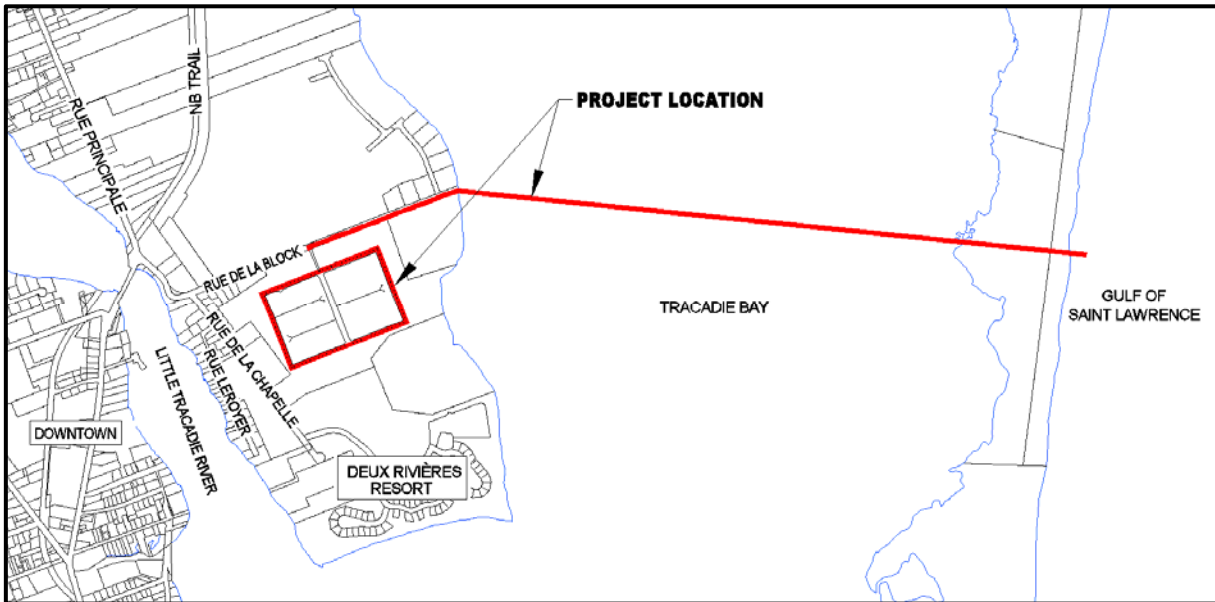 RUE PRINCIPALE
NB TRAIL
PROJECT LOCATION
RUE DE LA BLOCK
TRACADIE BAY
GULF OF
SAINT LAWRENCE
RUE DE LA CHAPELLE
RUE LEROYER
LITTLE TRACADIE RIVER
DOWNTOWN
DEUX RIVIÈRES
RESORT